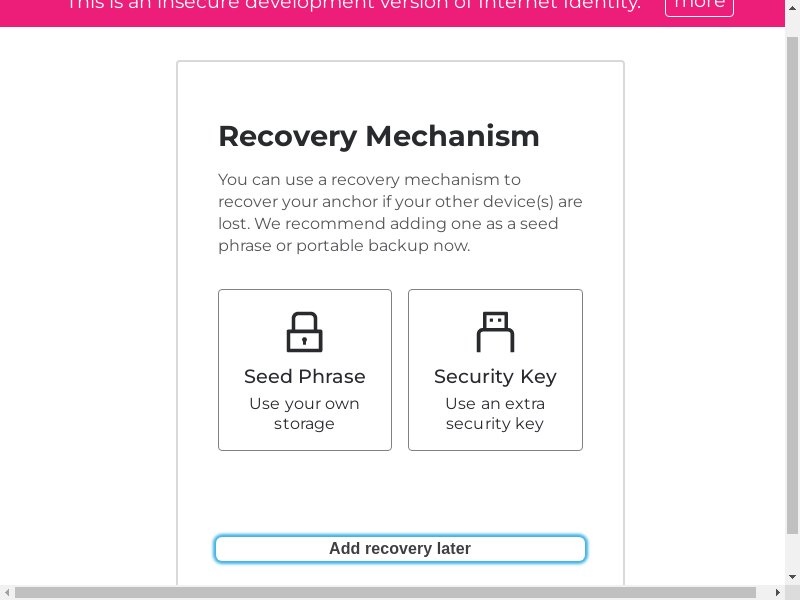 This is an insecure development version of Internet Identity.
more
Recovery Mechanism
You can use a recovery mechanism to
recover your anchor if your other device(s) are
lost. We recommend adding one as a seed
phrase or portable backup now.
Seed Phrase
Use your own
storage
Security Key
Use an extra
security key
Add recovery later